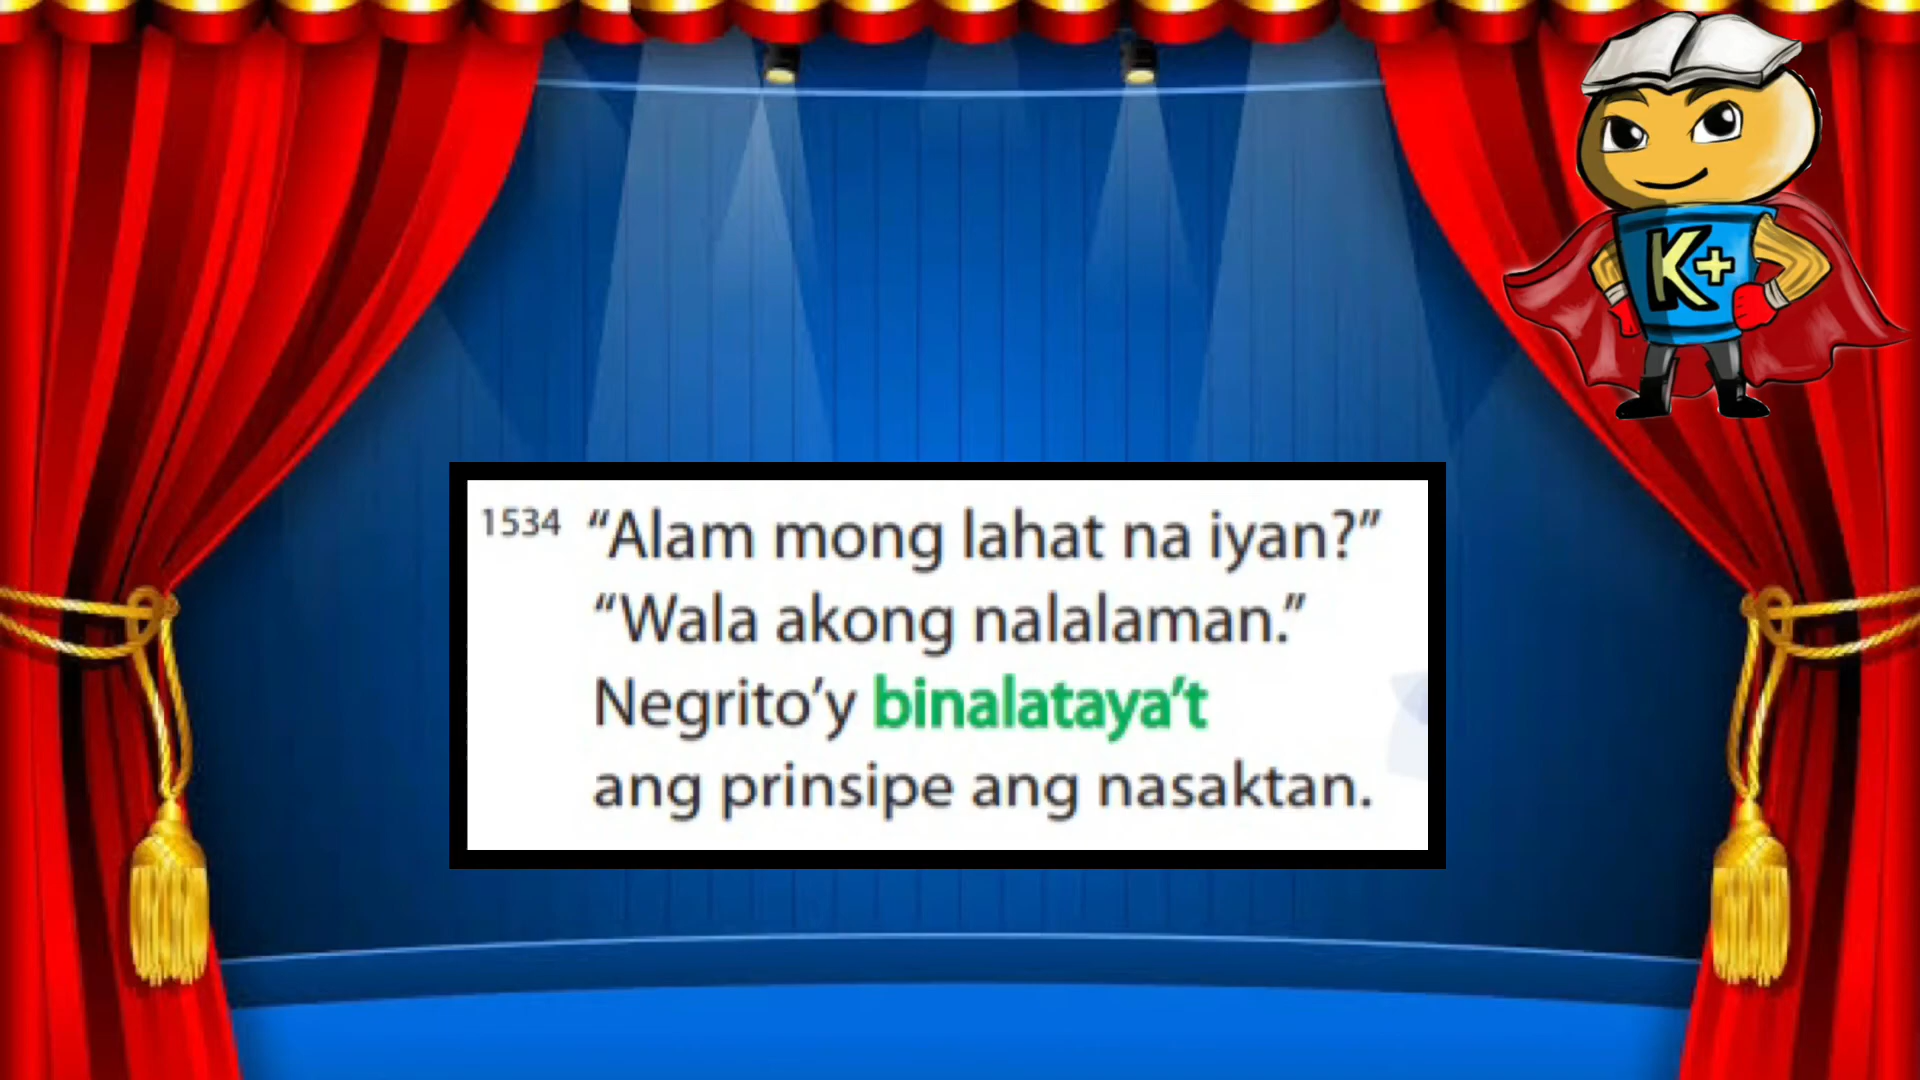 K+
1534 “Alam mong lahat na iyan?”
“Wala akong nalalaman.”
Negrito’y binalataya’t
ang prinsipe ang nasaktan.